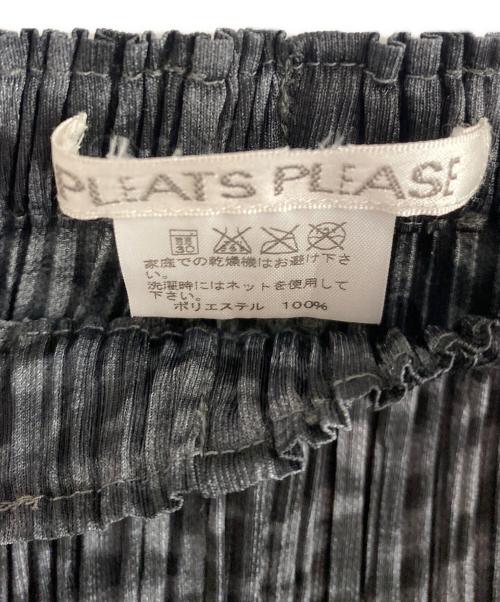 PLEATS PLEASE
30
家庭での乾燥機はお避け下さ
い。
洗濯時にはネットを使用して
下さい。
ポリエステル 100%